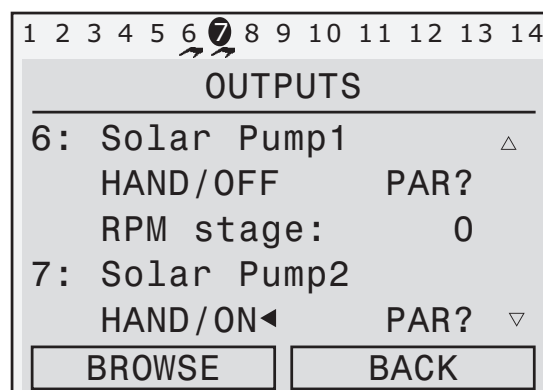 1 2 3 4 5 6 7 8 9 10 11 12 13 14
OUTPUTS
6: Solar Pump1
HAND/OFF PAR?
RPM stage: 0
7: Solar Pump2
HAND/ON PAR?
BROWSE BACK